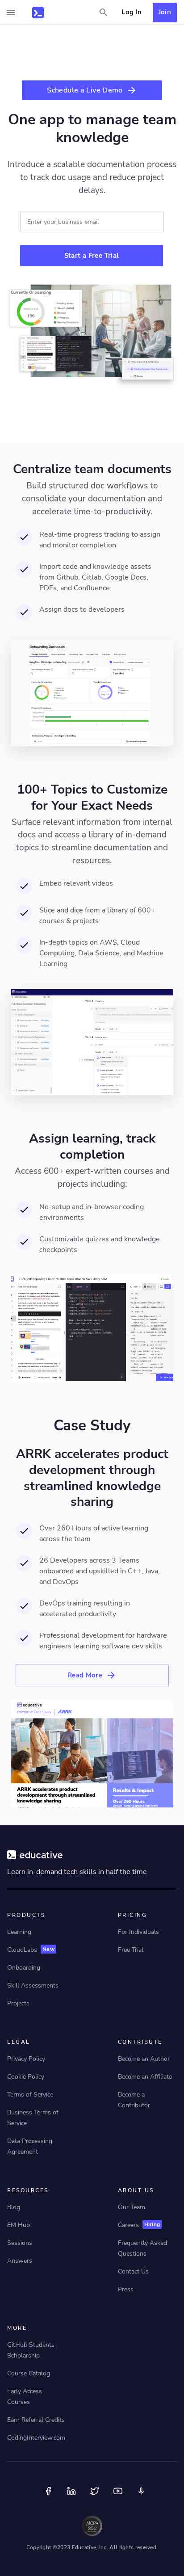 Log In
Join
Schedule a Live Demo
One app to manage team
knowledge
Introduce a scalable documentation process
to track doc usage and reduce project
delays.
Enter your business email
Start a Free Trial
Currently Onboarding
Centralize team documents
Build structured doc workflows to
consolidate your documentation and
accelerate time-to-productivity.
Real-time progress tracking to assign
and monitor completion
Import code and knowledge assets
from Github, Gitlab, Google Docs,
PDFs, and Confluence.
Assign docs to developers
Onboarding Dashboard
100+ Topics to Customize
for Your Exact Needs
Surface relevant information from internal
docs and access a library of in-demand
topics to streamline documentation and
resources.
Embed relevant videos
Slice and dice from a library of 600+
courses & projects
In-depth topics on AWS, Cloud
Computing, Data Science, and Machine
Learning
Assign learning, track
completion
Access 600+ expert-written courses and
projects including:
No-setup and in-browser coding
environments
Customizable quizzes and knowledge
checkpoints
Case Study
ARRK accelerates product
development through
streamlined knowledge
sharing
Over 260 Hours of active learning
across the team
26 Developers across 3 Teams
onboarded and upskilled in C++, Java,
and DevOps
DevOps training resulting in
accelerated productivity
Professional development for hardware
engineers learning software dev skills
Read More
educative
ARRK
ARRK accelerates product
development through streamlined
knowledge sharing
Results & Impact
Over 260 Hours
educative
Learn in-demand tech skills in half the time
PRODUCTS
Learning
CloudLabs New
Onboarding
Skill Assessments
Projects
PRICING
For Individuals
Free Trial
LEGAL
Privacy Policy
Cookie Policy
Terms of Service
Business Terms of
Service
Data Processing
Agreement
CONTRIBUTE
Become an Author
Become an Affiliate
Become a
Contributor
RESOURCES
Blog
EM Hub
Sessions
Answers
ABOUT US
Our Team
Careers Hiring
Frequently Asked
Questions
Contact Us
Press
MORE
GitHub Students
Scholarship
Course Catalog
Early Access
Courses
Earn Referral Credits
CodingInterview.com
AICPA
SOC
Copyright ©2023 Educative, Inc. All rights reserved.